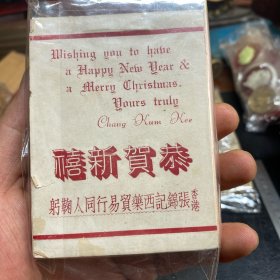 Wishing you to have
a Happy New Year &
a Merry Christmas.
Yours truly
Chang Kum Kee
恭賀新禧
香港張錦記西藥貿易行同人鞠躬